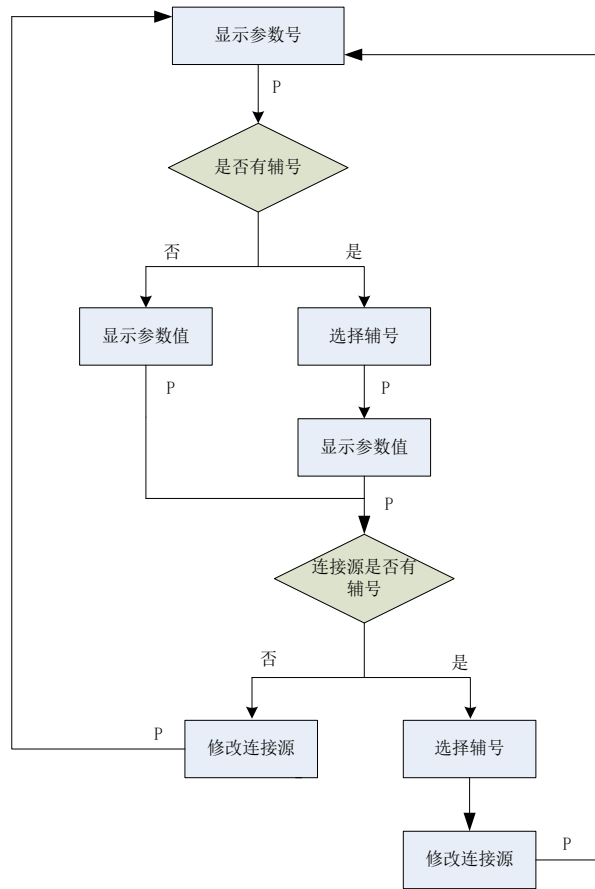 显示参数号
P
是否有辅号
否
是
显示参数值
选择辅号
P
P
显示参数值
P
连接源是否有
辅号
否
是
P
修改连接源
选择辅号
修改连接源
P